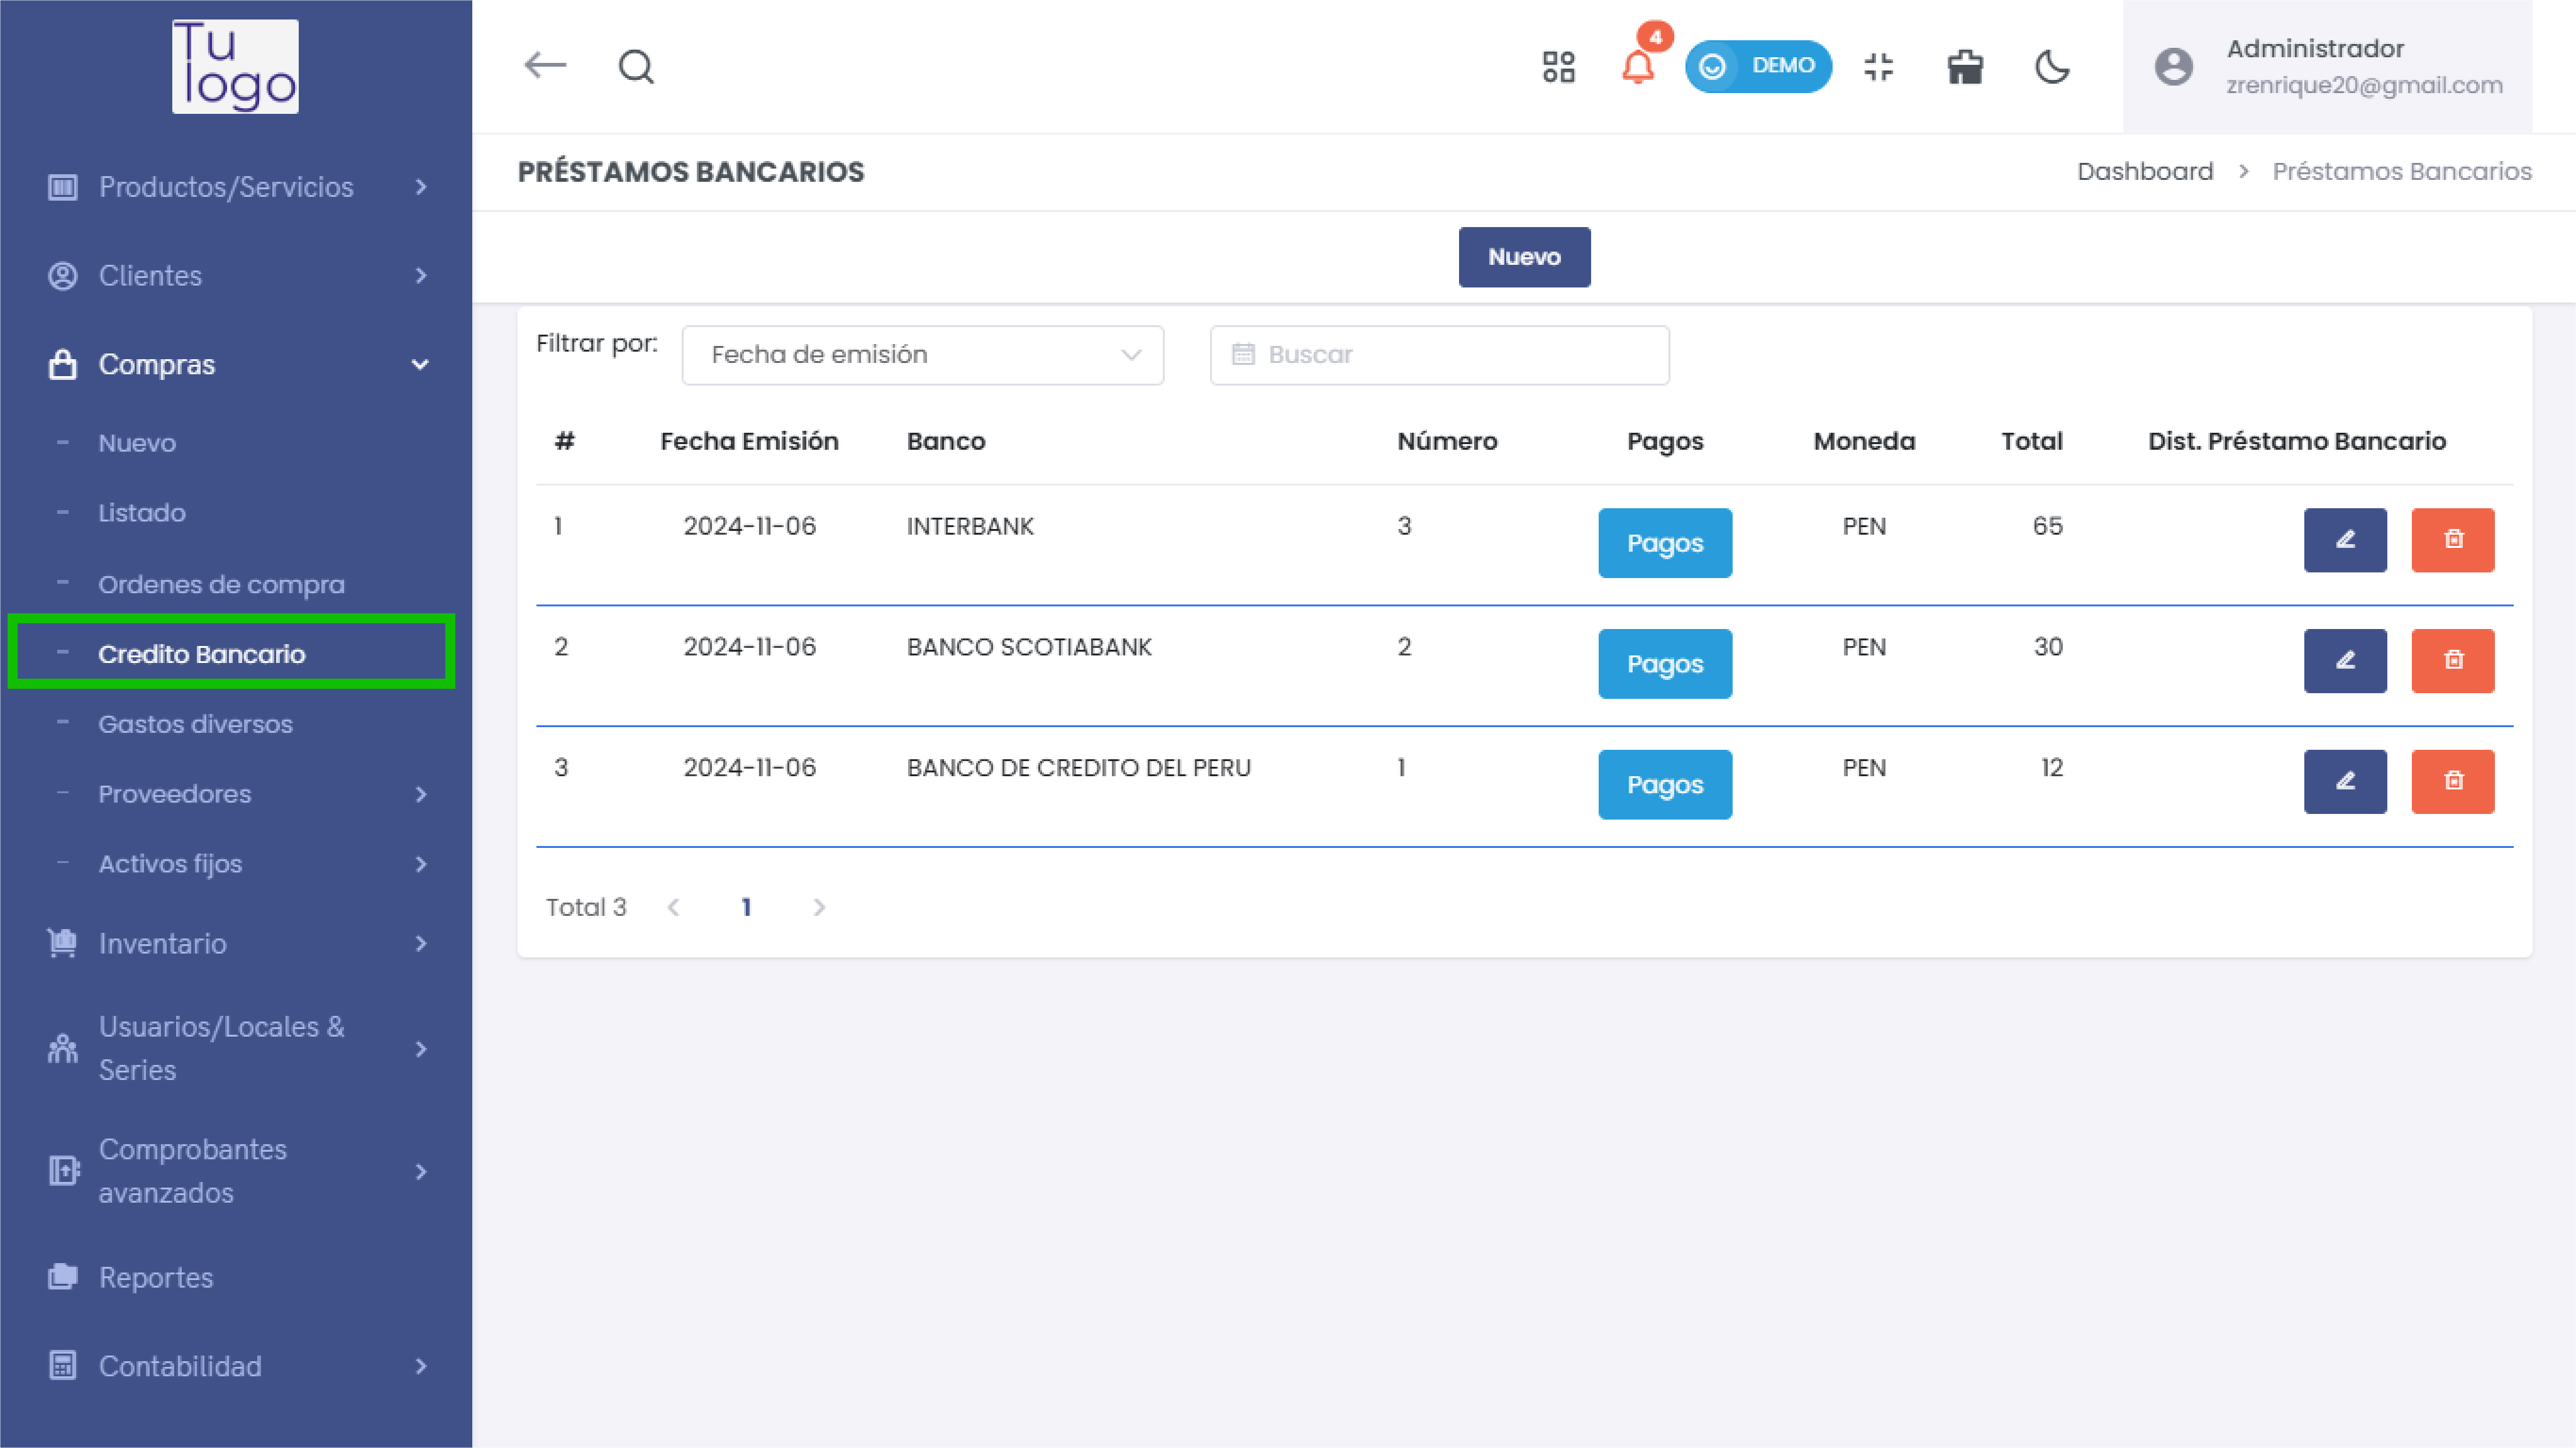 Tu
logo
Productos/Servicios
Clientes
Compras
Nuevo
Listado
Ordenes de compra
Credito Bancario
Gastos diversos
Proveedores
Activos fijos
Inventario
Usuarios/Locales &
Series
Comprobantes
avanzados
Reportes
Contabilidad
4
DEMO
Administrador
zrenrique20@gmail.com
PRÉSTAMOS BANCARIOS
Dashboard > Préstamos Bancarios
Nuevo
Filtrar por: Fecha de emisión Buscar
# Fecha Emisión Banco Número Pagos Moneda Total Dist. Préstamo Bancario
1 2024-11-06 INTERBANK 3 Pagos PEN 65
2 2024-11-06 BANCO SCOTIABANK 2 Pagos PEN 30
3 2024-11-06 BANCO DE CREDITO DEL PERU 1 Pagos PEN 12
Total 3 < 1 >